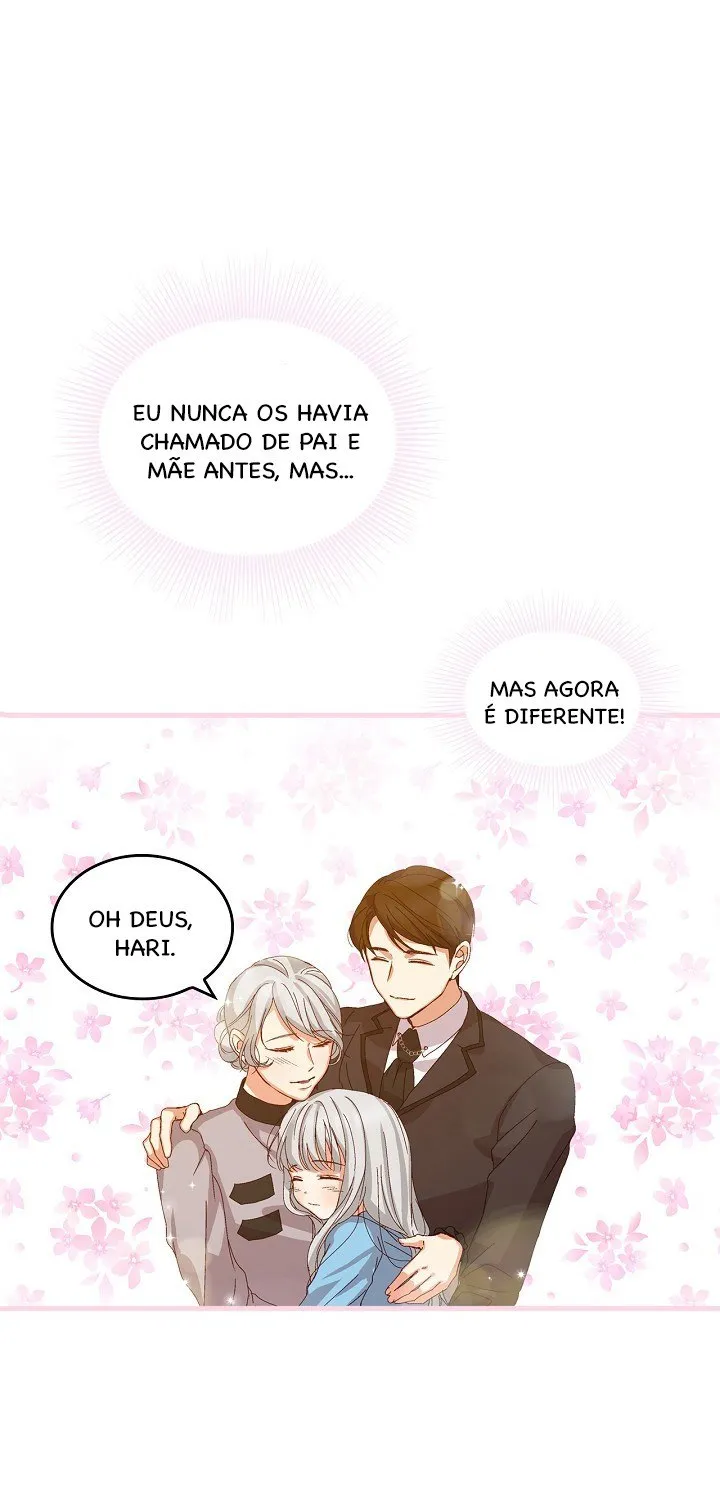 EU NUNCA OS HAVIA
CHAMADO DE PAI E
MÃE ANTES, MAS...
MAS AGORA
É DIFERENTE!
OH DEUS,
HARI.